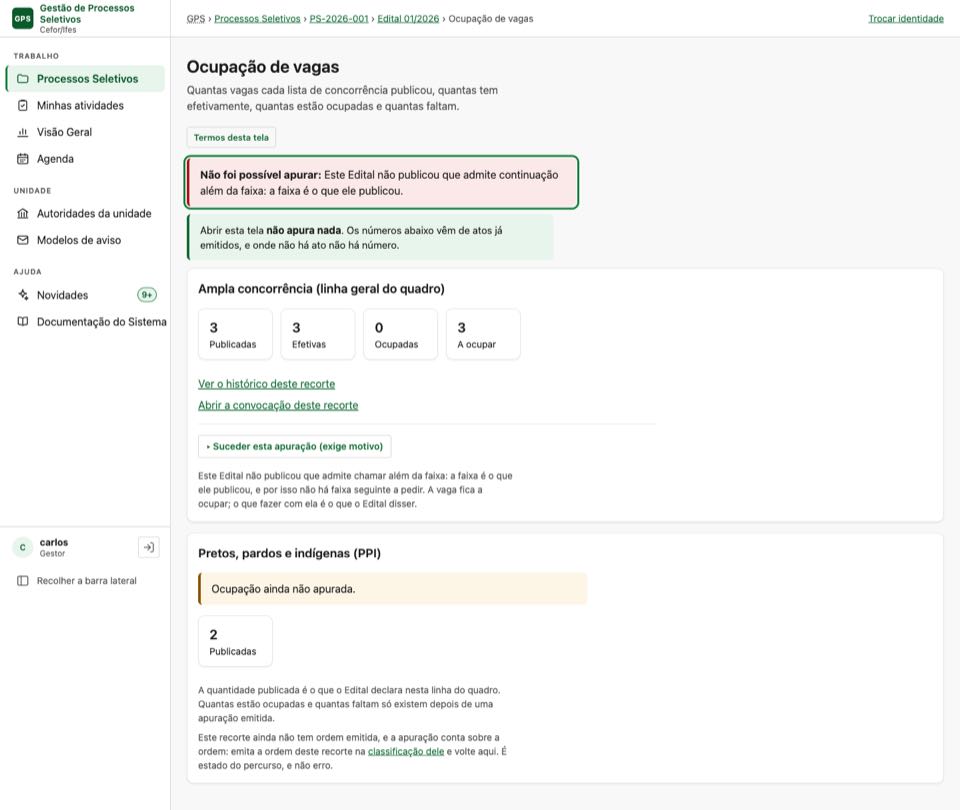 GPS
Gestão de Processos
Seletivos
Cefor/Ifes
GPS › Processos Seletivos › PS-2026-001 › Edital 01/2026 › Ocupação de vagas
Trocar identidade
TRABALHO
Processos Seletivos
Minhas atividades
Visão Geral
Agenda
UNIDADE
Autoridades da unidade
Modelos de aviso
AJUDA
Novidades
9+
Documentação do Sistema
C
carlos
Gestor
Recolher a barra lateral
Ocupação de vagas
Quantas vagas cada lista de concorrência publicou, quantas tem
efetivamente, quantas estão ocupadas e quantas faltam.
Termos desta tela
Não foi possível apurar: Este Edital não publicou que admite continuação
além da faixa: a faixa é o que ele publicou.
Abrir esta tela não apura nada. Os números abaixo vêm de atos já
emitidos, e onde não há ato não há número.
Ampla concorrência (linha geral do quadro)
3
Publicadas
3
Efetivas
0
Ocupadas
3
A ocupar
Ver o histórico deste recorte
Abrir a convocação deste recorte
▸ Suceder esta apuração (exige motivo)
Este Edital não publicou que admite chamar além da faixa: a faixa é o que
ele publicou, e por isso não há faixa seguinte a pedir. A vaga fica a
ocupar; o que fazer com ela é o que o Edital disser.
Pretos, pardos e indígenas (PPI)
Ocupação ainda não apurada.
2
Publicadas
A quantidade publicada é o que o Edital declara nesta linha do quadro.
Quantas estão ocupadas e quantas faltam só existem depois de uma
apuração emitida.
Este recorte ainda não tem ordem emitida, e a apuração conta sobre a
ordem: emita a ordem deste recorte na classificação dele e volte aqui. É
estado do percurso, e não erro.